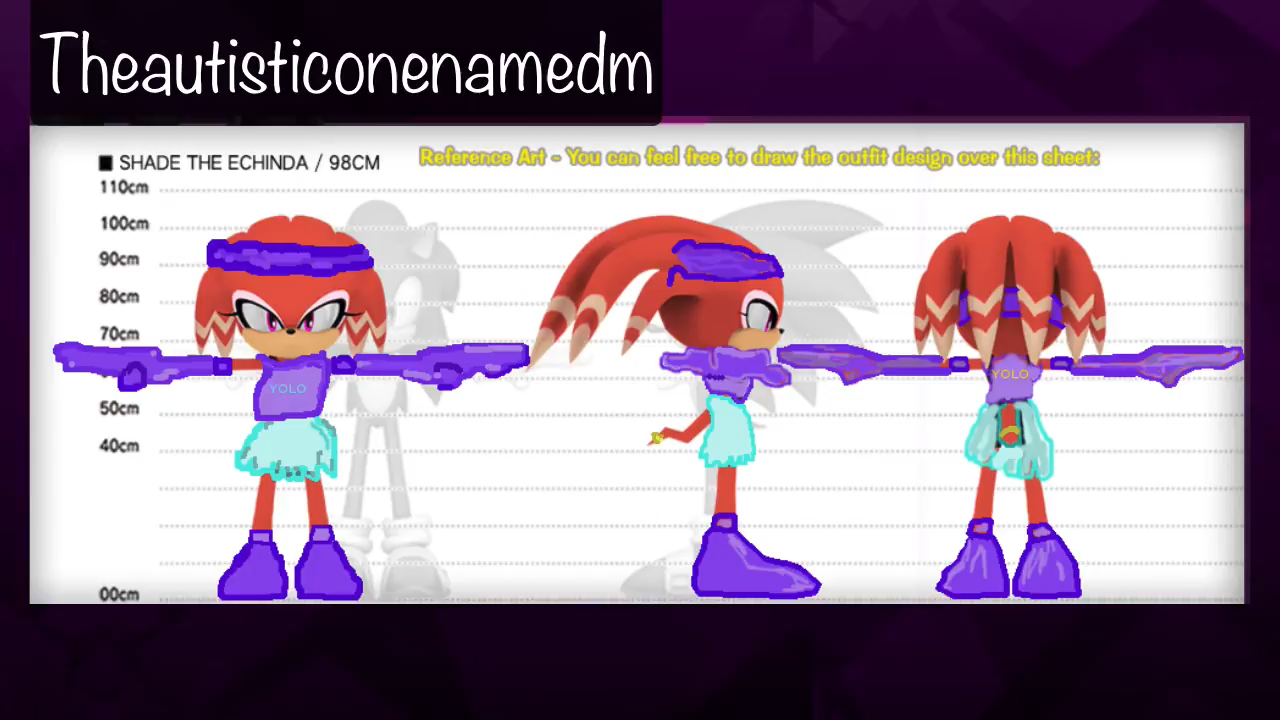 Theautisticonenamedm
■ SHADE THE ECHINDA / 98CM
Reference Art - You can feel free to draw the outfit design over this sheet:
110cm
100cm
90cm
80cm
70cm
50cm
40cm
00cm
YOLO
YOLO